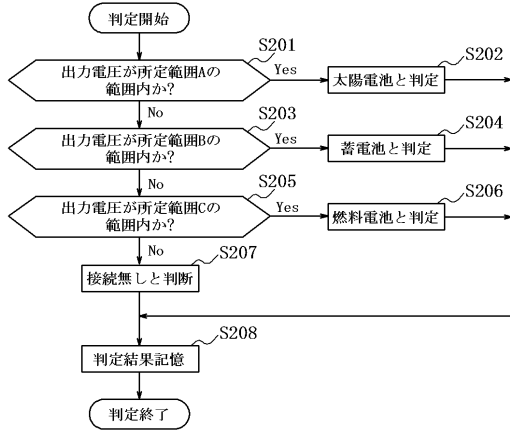 判定開始
S201
出力電圧が所定範囲Aの
範囲内か?
Yes
S202
太陽電池と判定
No
S203
出力電圧が所定範囲Bの
範囲内か?
Yes
S204
蓄電池と判定
No
S205
出力電圧が所定範囲Cの
範囲内か?
Yes
S206
燃料電池と判定
No
S207
接続無しと判断
S208
判定結果記憶
判定終了